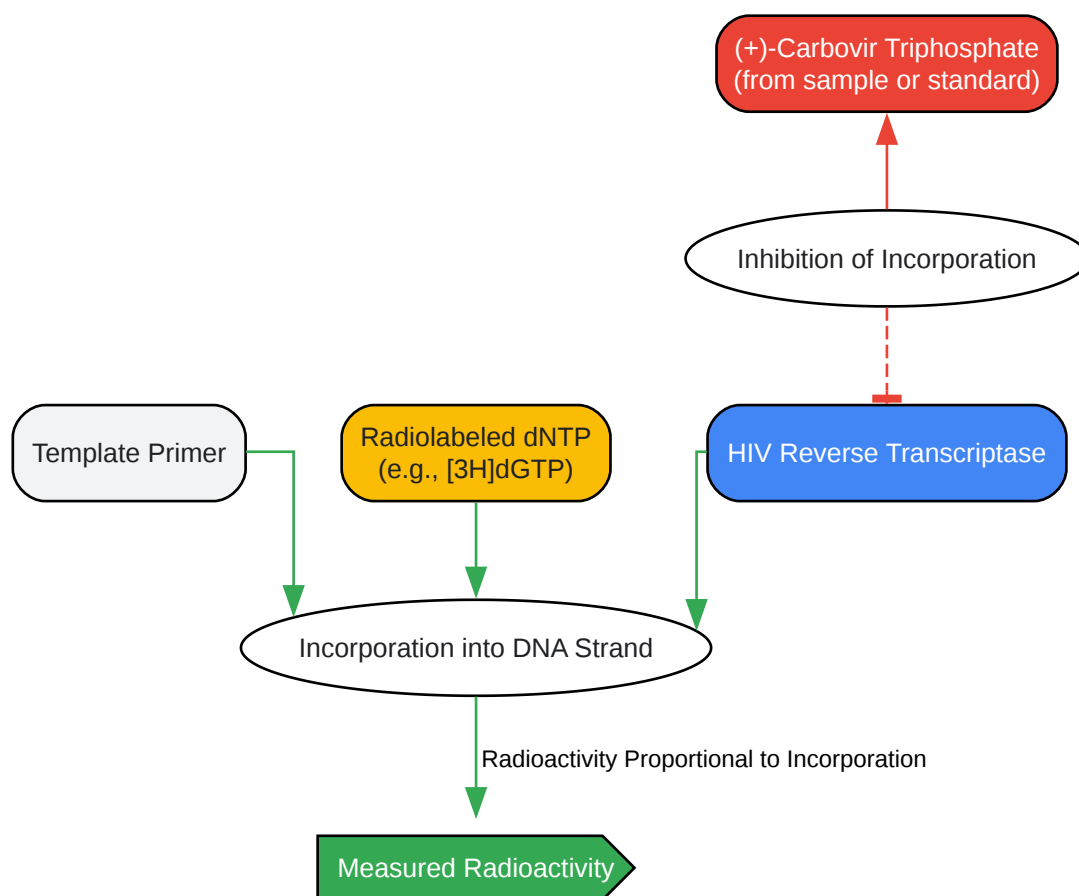 (+)-Carbovir Triphosphate
(from sample or standard)
Inhibition of Incorporation
Template Primer
Radiolabeled dNTP
(e.g., [3H]dGTP)
HIV Reverse Transcriptase
Incorporation into DNA Strand
Radioactivity Proportional to Incorporation
Measured Radioactivity